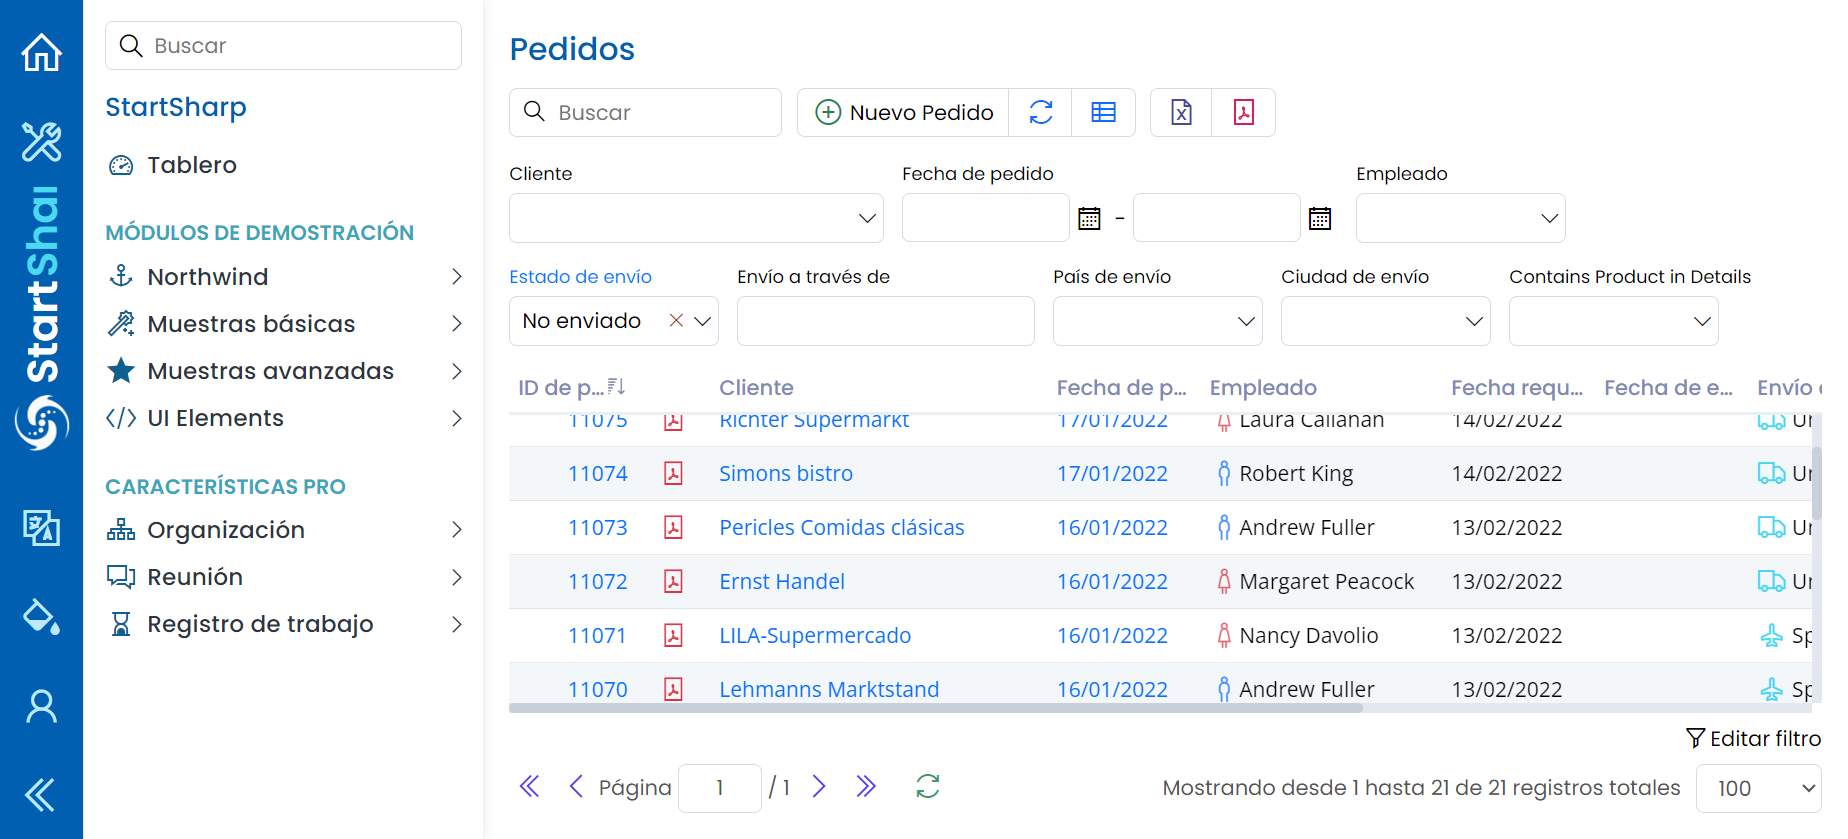 StartShar
Buscar
StartSharp
Tablero
MÓDULOS DE DEMOSTRACIÓN
Northwind
Muestras básicas
Muestras avanzadas
UI Elements
CARACTERÍSTICAS PRO
Organización
Reunión
Registro de trabajo
Pedidos
Buscar
Nuevo Pedido
Cliente
Fecha de pedido
-
Empleado
Estado de envío
Envío a través de
País de envío
Ciudad de envío
Contains Product in Details
No enviado
ID de p... Cliente Fecha de p... Empleado Fecha requ... Fecha de e... Envío
11075 Richter Supermarkt 17/01/2022 Laura Callahan 14/02/2022 Un
11074 Simons bistro 17/01/2022 Robert King 14/02/2022 Un
11073 Pericles Comidas clásicas 16/01/2022 Andrew Fuller 13/02/2022 Un
11072 Ernst Handel 16/01/2022 Margaret Peacock 13/02/2022 Un
11071 LILA-Supermercado 16/01/2022 Nancy Davolio 13/02/2022 Sp
11070 Lehmanns Marktstand 16/01/2022 Andrew Fuller 13/02/2022 Sp
Editar filtro
Página 1 / 1
Mostrando desde 1 hasta 21 de 21 registros totales
100